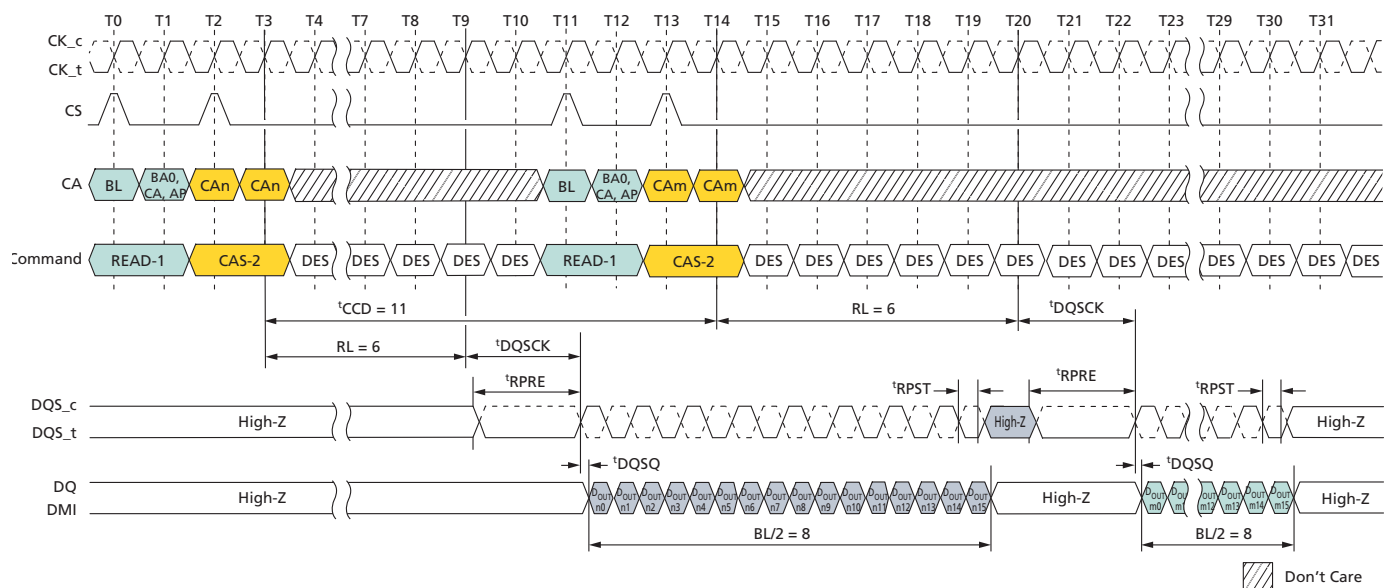 T0 T1 T2 T3 T4 T7 T8 T9 T10 T11 T12 T13 T14 T15 T16 T17 T18 T19 T20 T21 T22 T23 T29 T30 T31
CK_c
CK_t
CS
CA
BL
BA0, CA, AP
CAn
CAn
BL
BA0, CA, AP
CAm
CAm
Command
READ-1
CAS-2
DES DES DES DES DES
READ-1
CAS-2
DES DES DES DES DES DES DES DES DES DES DES DES DES
tCCD = 11
RL = 6
tDQSCK
RL = 6
tDQSCK
tRPRE
tRPST
tRPRE
tRPST
DQS_c
DQS_t
High-Z
High-Z
High-Z
tDQSQ
tDQSQ
DQ
DMI
High-Z
DOUT n0
DOUT n1
DOUT n2
DOUT n3
DOUT n4
DOUT n5
DOUT n6
DOUT n7
DOUT n8
DOUT n9
DOUT n10
DOUT n11
DOUT n12
DOUT n13
DOUT n14
DOUT n15
High-Z
DOUT m0
DOUT m12
DOUT m13
DOUT m14
DOUT m15
High-Z
BL/2 = 8
BL/2 = 8
Don't Care